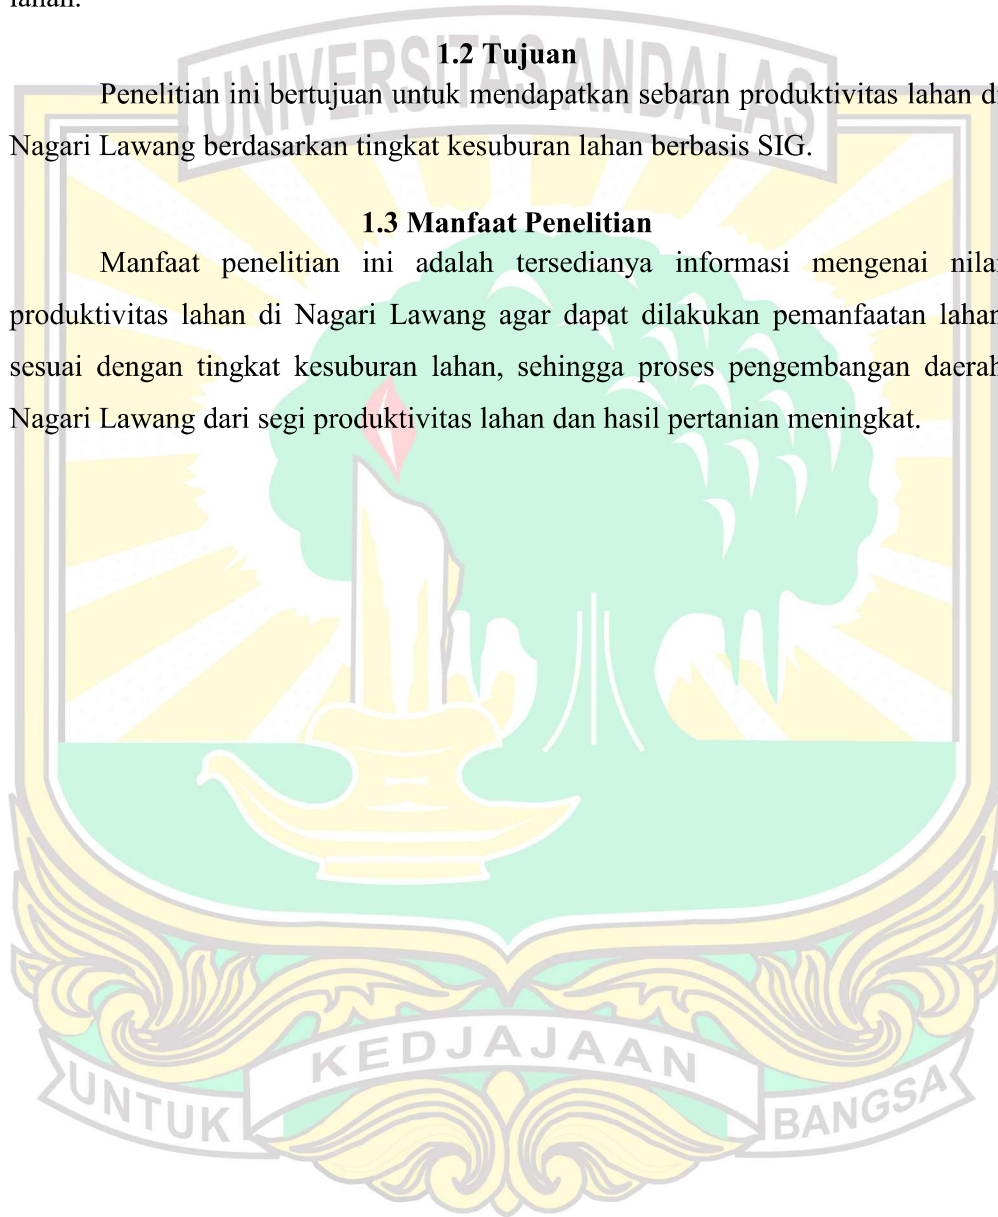 lahan.
1.2 Tujuan
Penelitian ini bertujuan untuk mendapatkan sebaran produktivitas lahan di
Nagari Lawang berdasarkan tingkat kesuburan lahan berbasis SIG.
1.3 Manfaat Penelitian
Manfaat penelitian ini adalah tersedianya informasi mengenai nilai
produktivitas lahan di Nagari Lawang agar dapat dilakukan pemanfaatan lahan
sesuai dengan tingkat kesuburan lahan, sehingga proses pengembangan daerah
Nagari Lawang dari segi produktivitas lahan dan hasil pertanian meningkat.
UNIVERSITAS ANDALAS
UNTUK KEDJAJAAN BANGSA